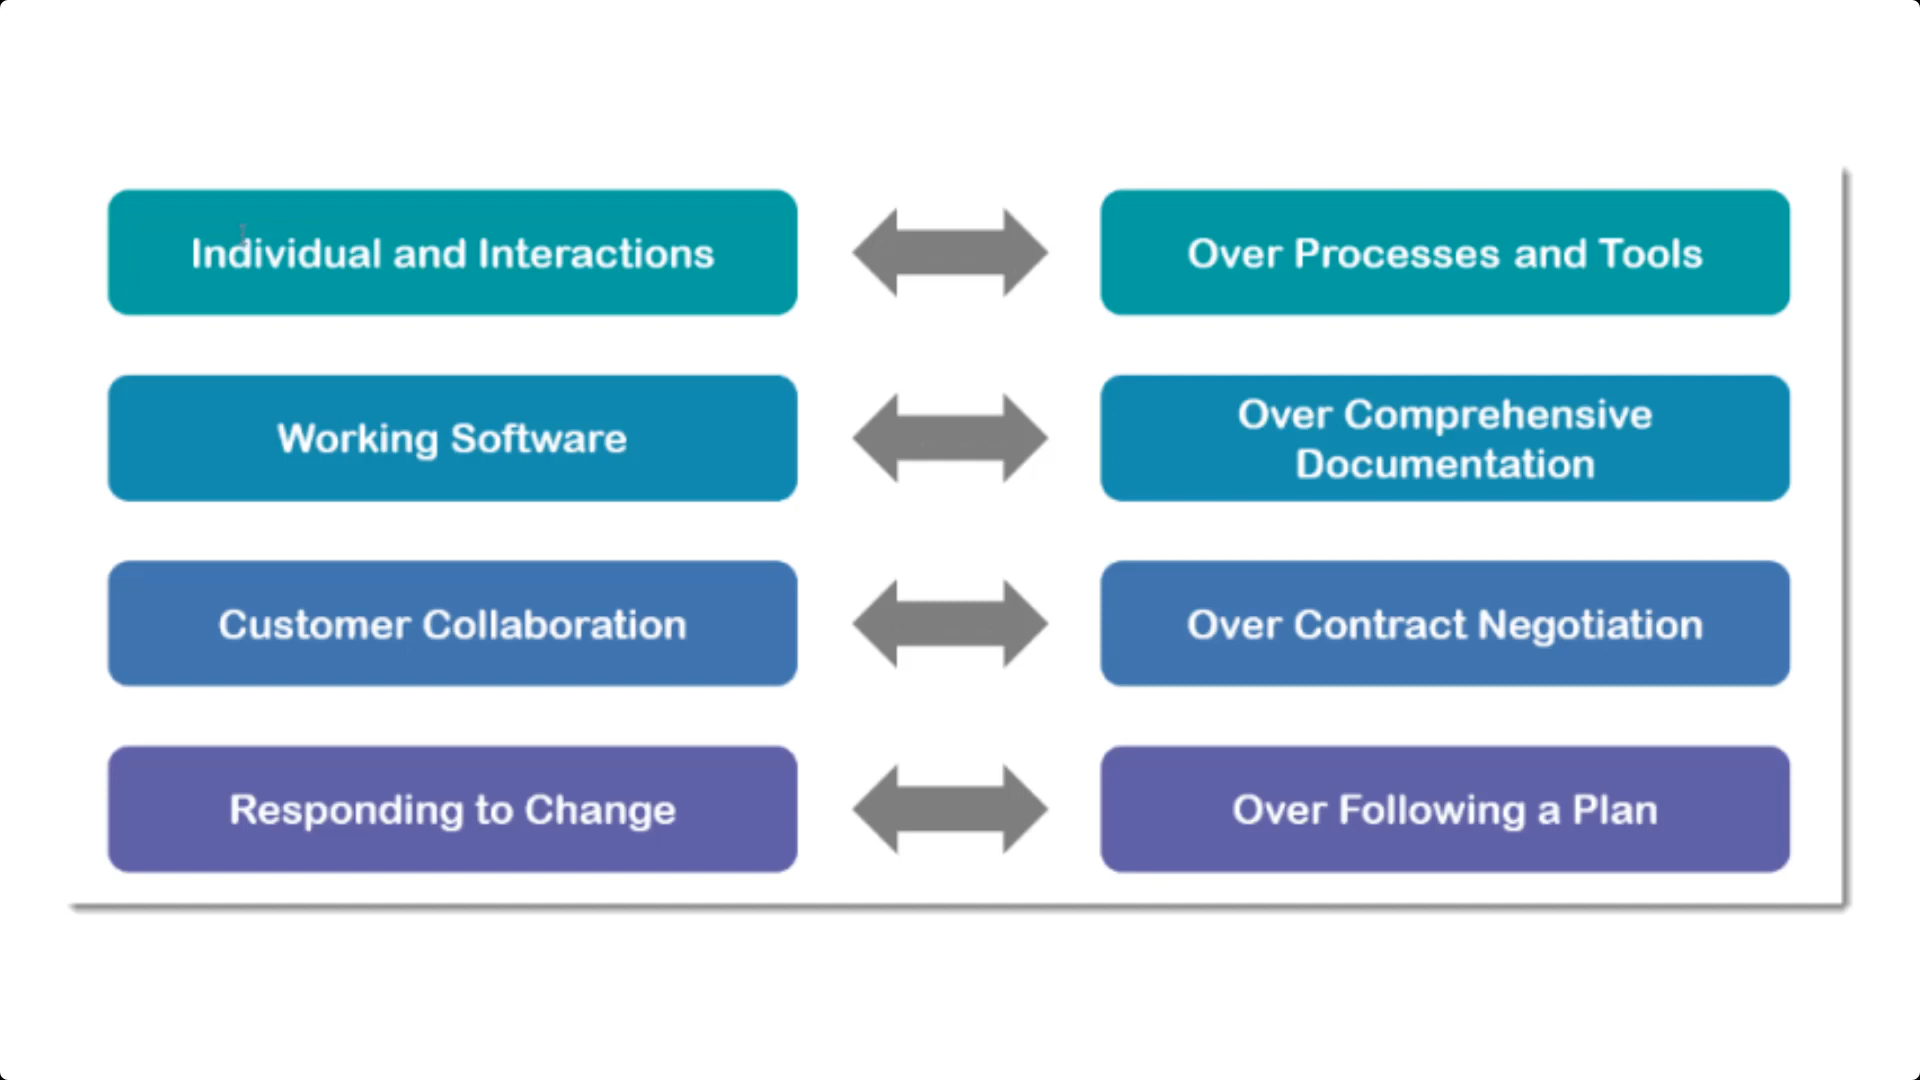 Individual and Interactions
Over Processes and Tools
Working Software
Over Comprehensive
Documentation
Customer Collaboration
Over Contract Negotiation
Responding to Change
Over Following a Plan